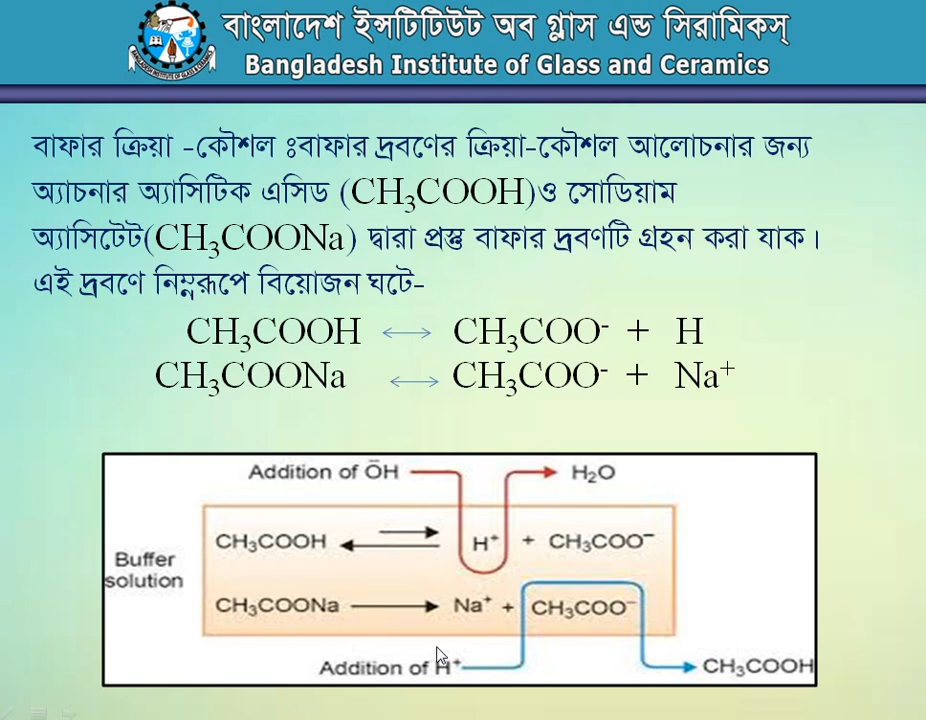 বাংলাদেশ ইন্সটিটিউট অব গ্লাস এন্ড সিরামিকস্
Bangladesh Institute of Glass and Ceramics
বাফার ক্রিয়া -কৌশল ঃবাফার দ্রবণের ক্রিয়া-কৌশল আলোচনার জন্য
অ্যাচনার অ্যাসিটিক এসিড (CH₃COOH)ও সোডিয়াম
অ্যাসিটেট(CH₃COONa) দ্বারা প্রস্তু বাফার দ্রবণটি গ্রহন করা যাক।
এই দ্রবণে নিম্নরূপে বিয়োজন ঘটে-
CH₃COOH ⟷ CH₃COO⁻ + H
CH₃COONa ⟷ CH₃COO⁻ + Na⁺
Addition of ŌH → H₂O
CH₃COOH ⇌ H⁺ + CH₃COO⁻
Buffer
solution
CH₃COONa → Na⁺ + CH₃COO⁻
Addition of H⁺ → CH₃COOH